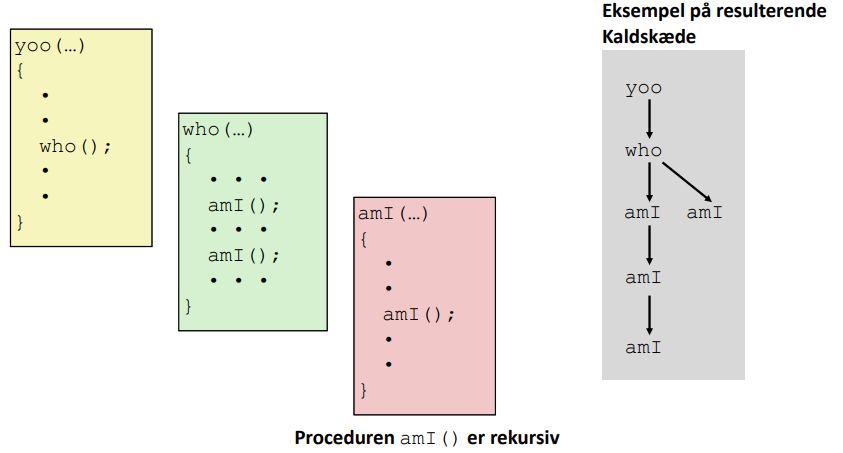 yoo(…)
{
•
•
who();
•
•
}
who(…)
{
• • •
amI();
• • •
amI();
• • •
}
amI(…)
{
•
•
amI();
•
•
}
Eksempel på resulterende
Kaldskæde
yoo
who
amI amI
amI
amI
Proceduren amI() er rekursiv